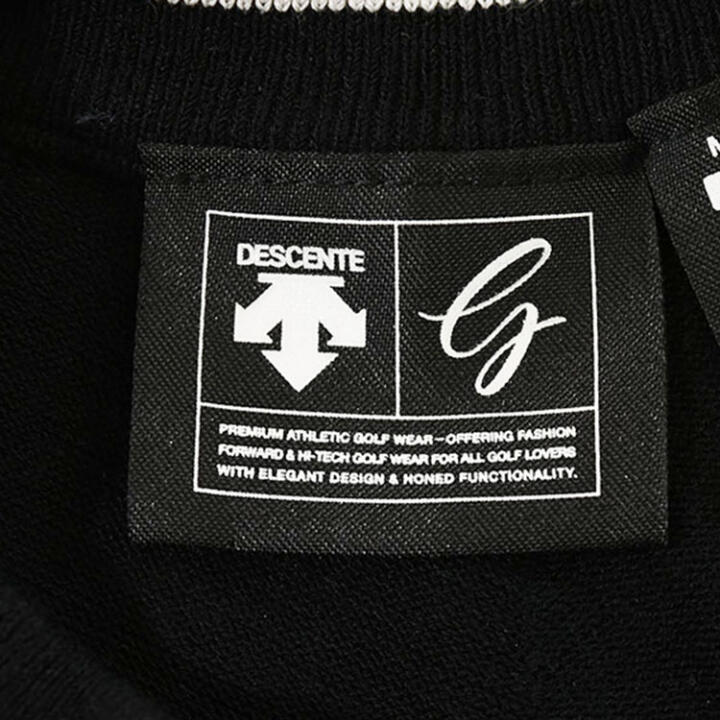 DESCENTE
G
PREMIUM ATHLETIC GOLF WEAR—OFFERING FASHION
FORWARD & HI-TECH GOLF WEAR FOR ALL GOLF LOVERS
WITH ELEGANT DESIGN & HONED FUNCTIONALITY.